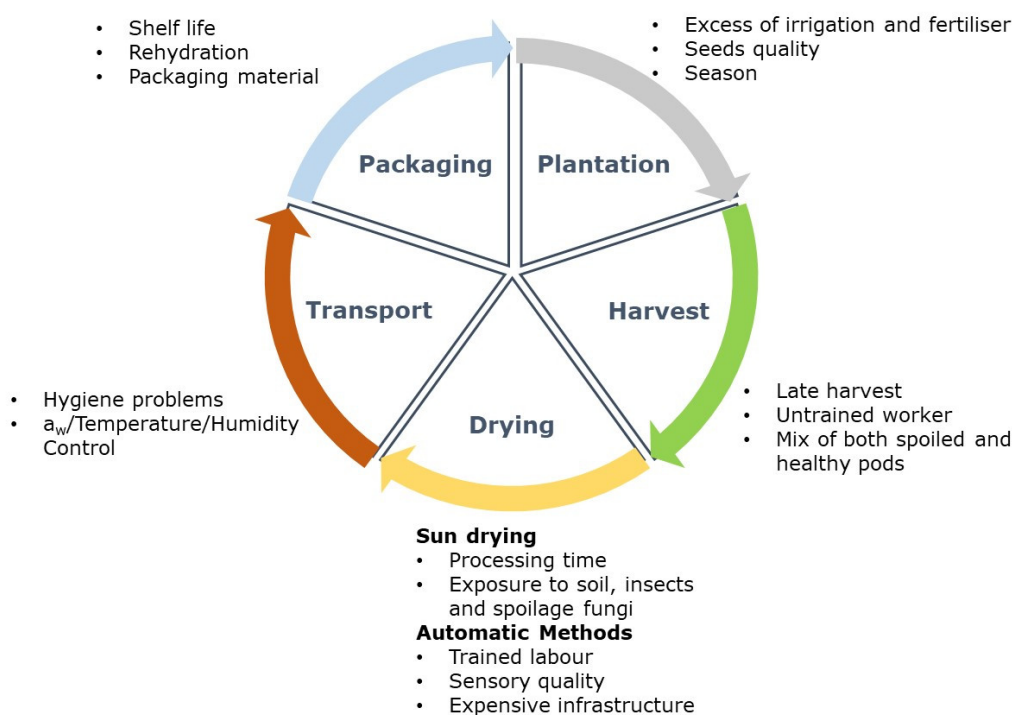 • Shelf life
• Rehydration
• Packaging material
• Excess of irrigation and fertiliser
• Seeds quality
• Season
Packaging
Plantation
Transport
Harvest
Drying
• Hygiene problems
• aw/Temperature/Humidity
Control
• Late harvest
• Untrained worker
• Mix of both spoiled and
healthy pods
Sun drying
• Processing time
• Exposure to soil, insects
and spoilage fungi
Automatic Methods
• Trained labour
• Sensory quality
• Expensive infrastructure